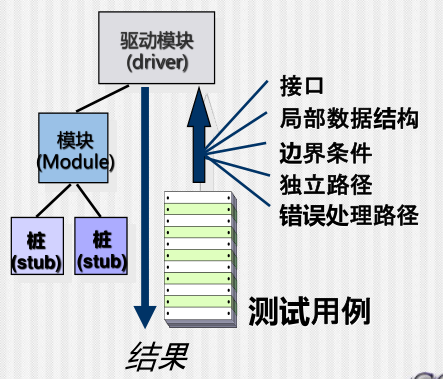 驱动模块
(driver)
模块
(Module)
桩
(stub)
桩
(stub)
接口
局部数据结构
边界条件
独立路径
错误处理路径
测试用例
结果